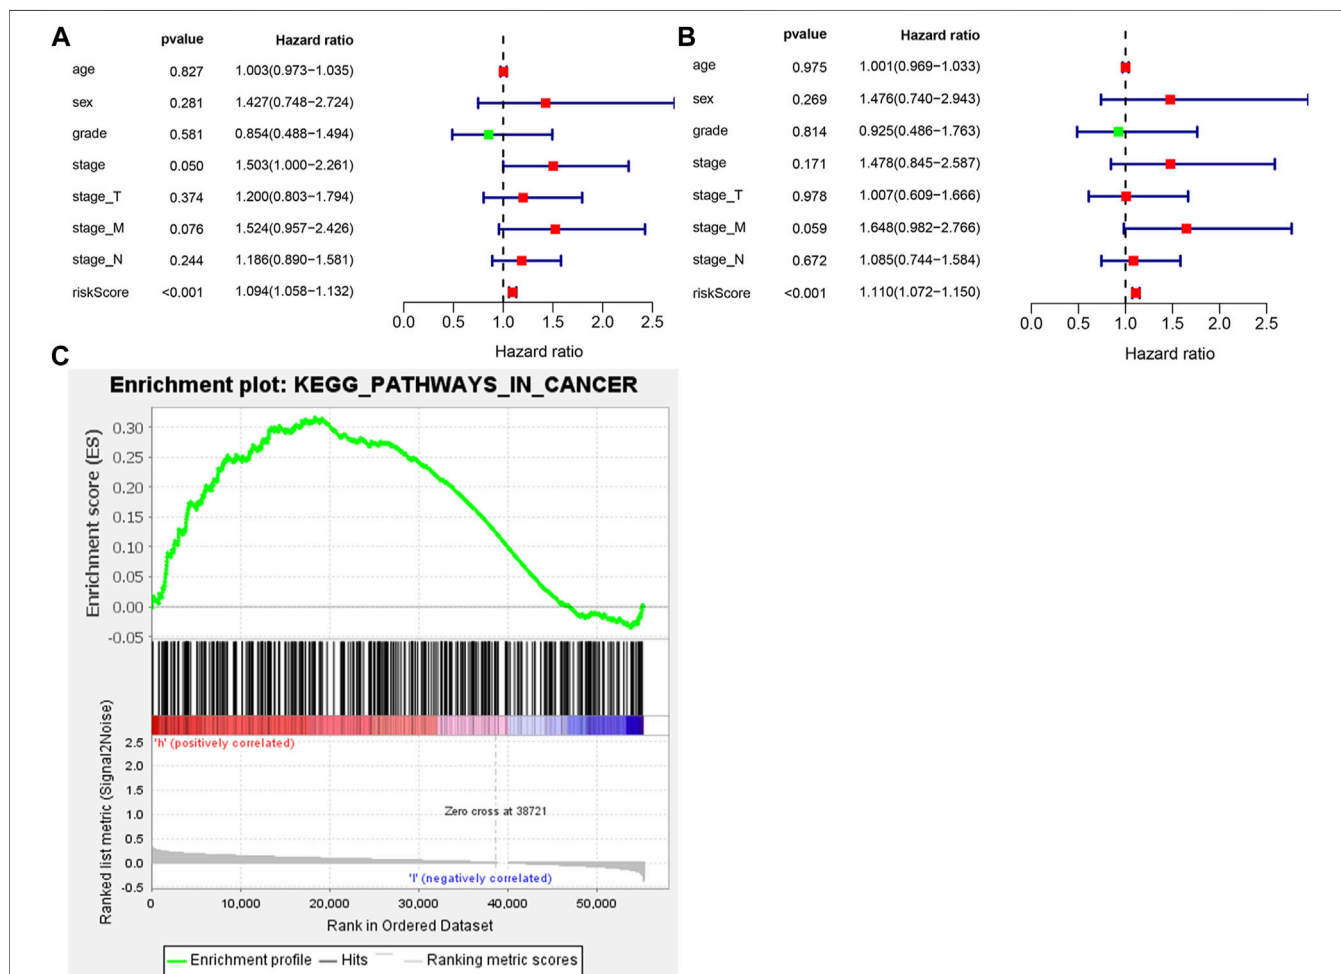 A
pvalue Hazard ratio
age 0.827 1.003(0.973−1.035)
sex 0.281 1.427(0.748−2.724)
grade 0.581 0.854(0.488−1.494)
stage 0.050 1.503(1.000−2.261)
stage_T 0.374 1.200(0.803−1.794)
stage_M 0.076 1.524(0.957−2.426)
stage_N 0.244 1.186(0.890−1.581)
riskScore <0.001 1.094(1.058−1.132)
0.0 0.5 1.0 1.5 2.0 2.5
Hazard ratio
B
pvalue Hazard ratio
age 0.975 1.001(0.969−1.033)
sex 0.269 1.476(0.740−2.943)
grade 0.814 0.925(0.486−1.763)
stage 0.171 1.478(0.845−2.587)
stage_T 0.978 1.007(0.609−1.666)
stage_M 0.059 1.648(0.982−2.766)
stage_N 0.672 1.085(0.744−1.584)
riskScore <0.001 1.110(1.072−1.150)
0.0 0.5 1.0 1.5 2.0 2.5
Hazard ratio
C
Enrichment plot: KEGG_PATHWAYS_IN_CANCER
Enrichment score (ES)
0.30
0.25
0.20
0.15
0.10
0.05
0.00
-0.05
Ranked list metric (Signal2Noise)
'h' (positively correlated)
2.5
2.0
1.5
1.0
0.5
0.0
-0.5
Zero cross at 38721
'l' (negatively correlated)
0 10,000 20,000 30,000 40,000 50,000
Rank in Ordered Dataset
Enrichment profile Hits Ranking metric scores